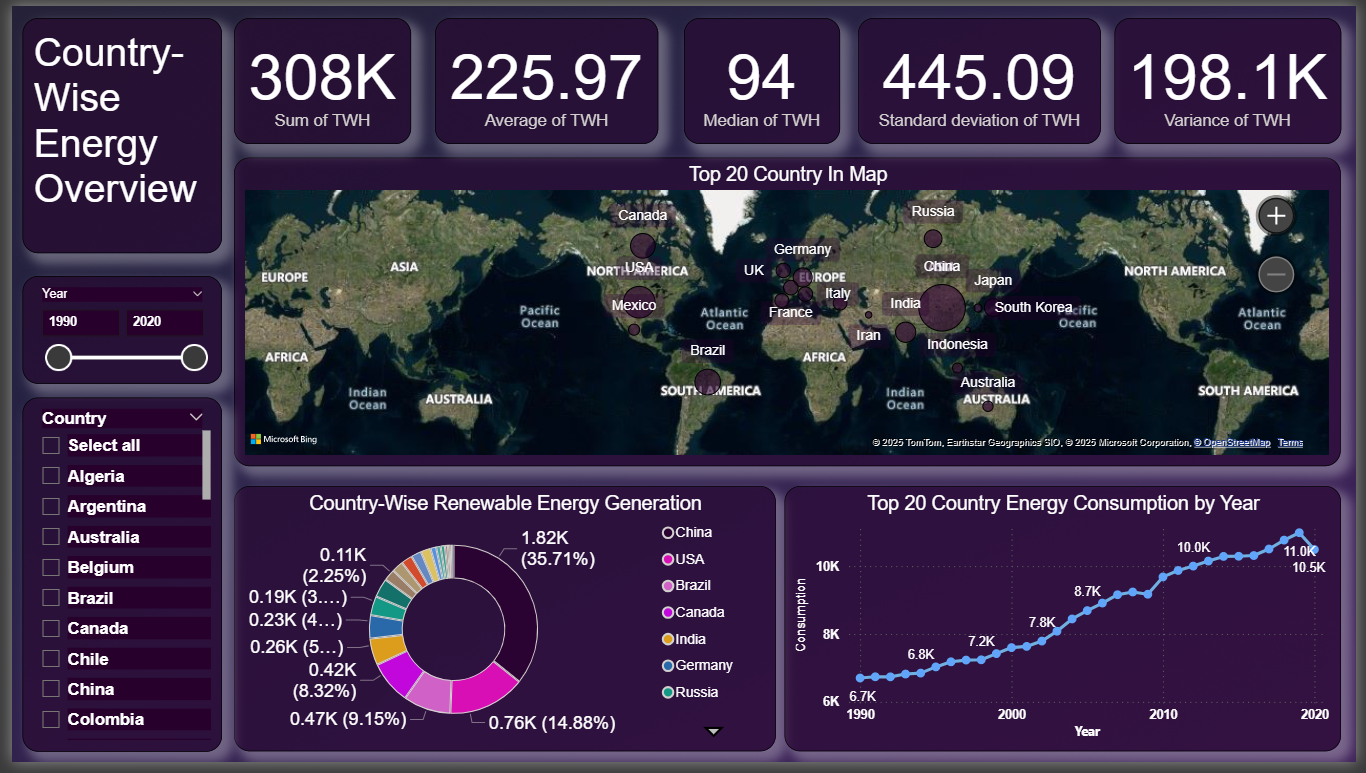 Country-
Wise
Energy
Overview
308K
Sum of TWH
225.97
Average of TWH
94
Median of TWH
445.09
Standard deviation of TWH
198.1K
Variance of TWH
Year
1990
2020
Country
Select all
Algeria
Argentina
Australia
Belgium
Brazil
Canada
Chile
China
Colombia
Top 20 Country In Map
EUROPE
ASIA
AFRICA
Indian
Ocean
AUSTRALIA
Pacific
Ocean
Canada
USA
NORTH AMERICA
Mexico
Brazil
SOUTH AMERICA
Atlantic
Ocean
UK
Germany
EUROPE
Italy
France
AFRICA
Russia
China
Japan
India
South Korea
Iran
Indonesia
Indian
Ocean
Australia
AUSTRALIA
Ocean
NORTH AMERICA
Atlantic
Ocean
SOUTH AMERICA
Microsoft Bing
© 2025 TomTom, Earthstar Geographics SIO, © 2025 Microsoft Corporation, © OpenStreetMap Terms
Country-Wise Renewable Energy Generation
1.82K
(35.71%)
0.76K (14.88%)
0.47K (9.15%)
0.42K
(8.32%)
0.26K (5…)
0.23K (4…)
0.19K (3.…)
0.11K
(2.25%)
China
USA
Brazil
Canada
India
Germany
Russia
Top 20 Country Energy Consumption by Year
Consumption
10K
8K
6K
6.7K
6.8K
7.2K
7.8K
8.7K
10.0K
11.0K
10.5K
1990
2000
2010
2020
Year